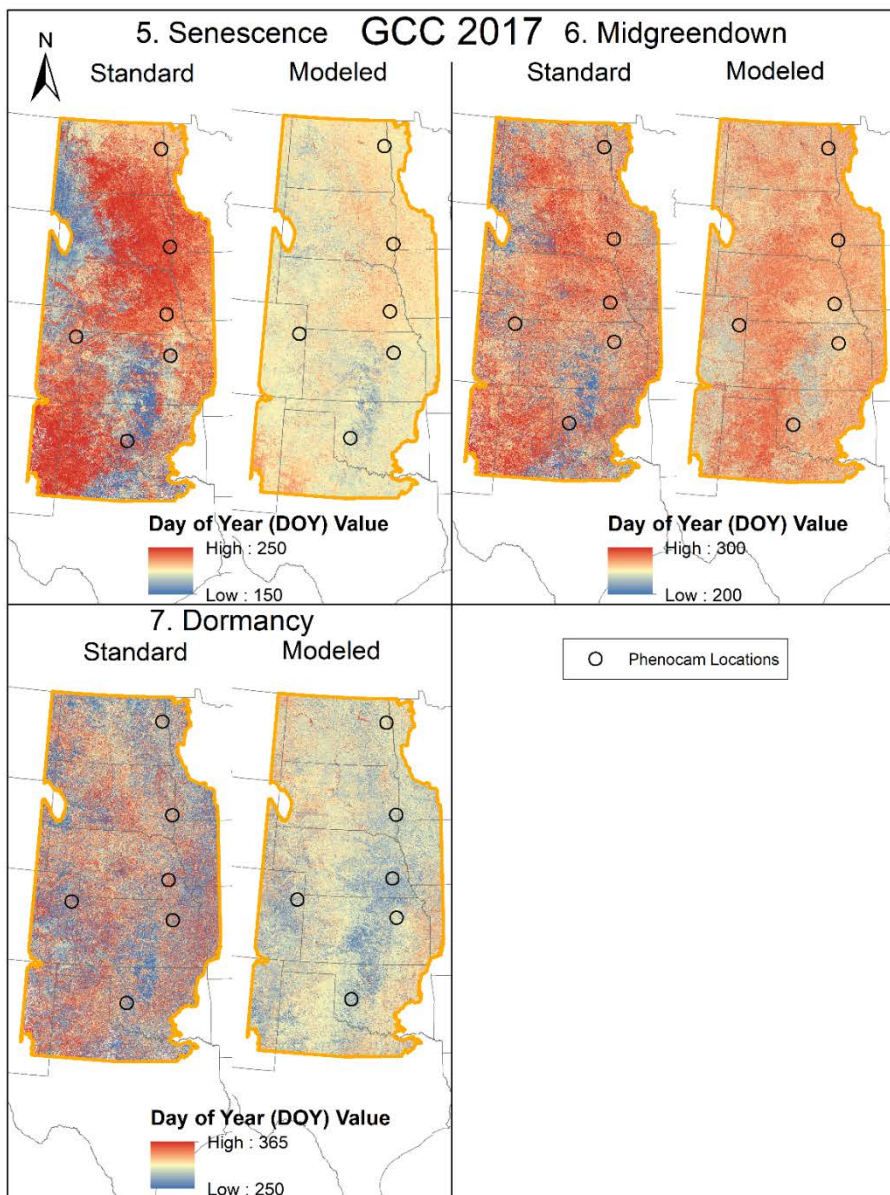 5. Senescence GCC 2017 6. Midgreendown
N
Standard Modeled Standard Modeled
Day of Year (DOY) Value
High : 250
Low : 150
Day of Year (DOY) Value
High : 300
Low : 200
7. Dormancy
Standard Modeled
Phenocam Locations
Day of Year (DOY) Value
High : 365
Low : 250